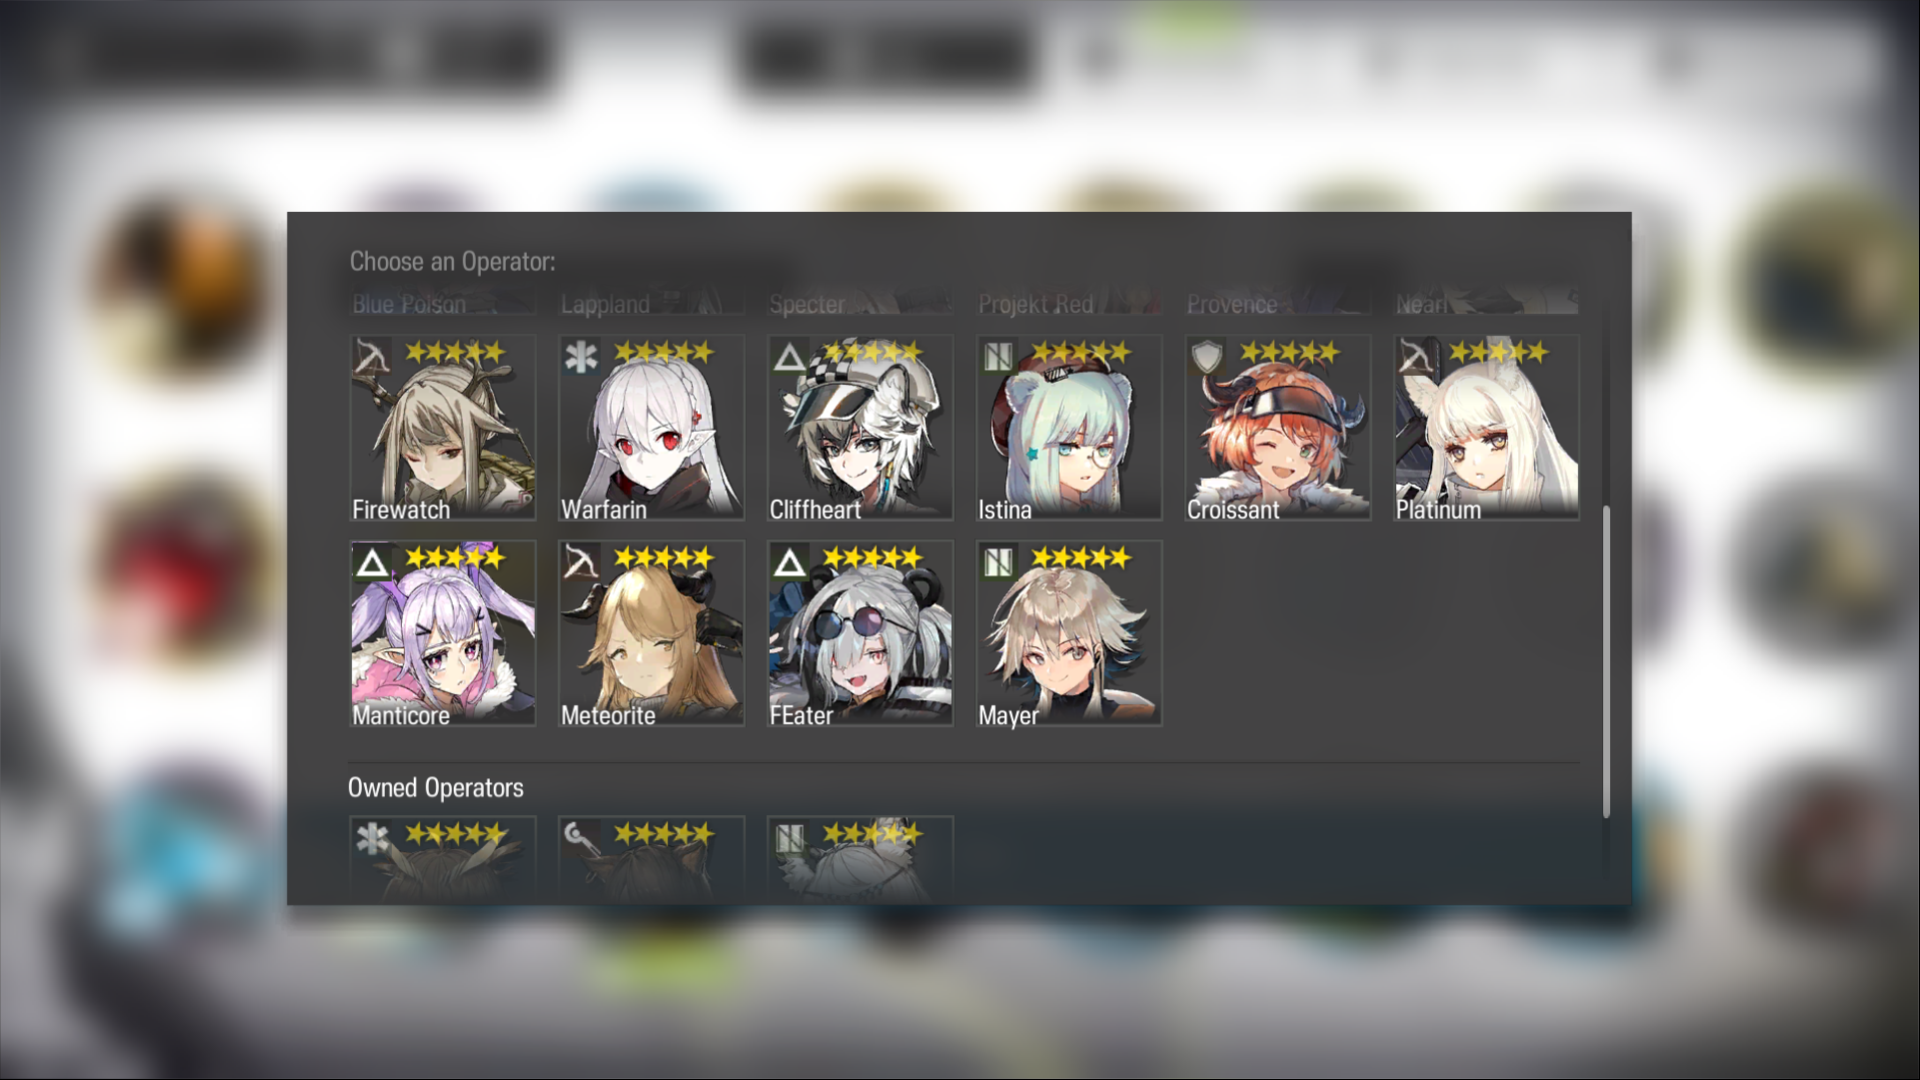 Choose an Operator:
Blue Poison Lappland Specter Projekt Red Provence Nearl
Firewatch Warfarin Cliffheart Istina Croissant Platinum
Manticore Meteorite FEater Mayer
Owned Operators